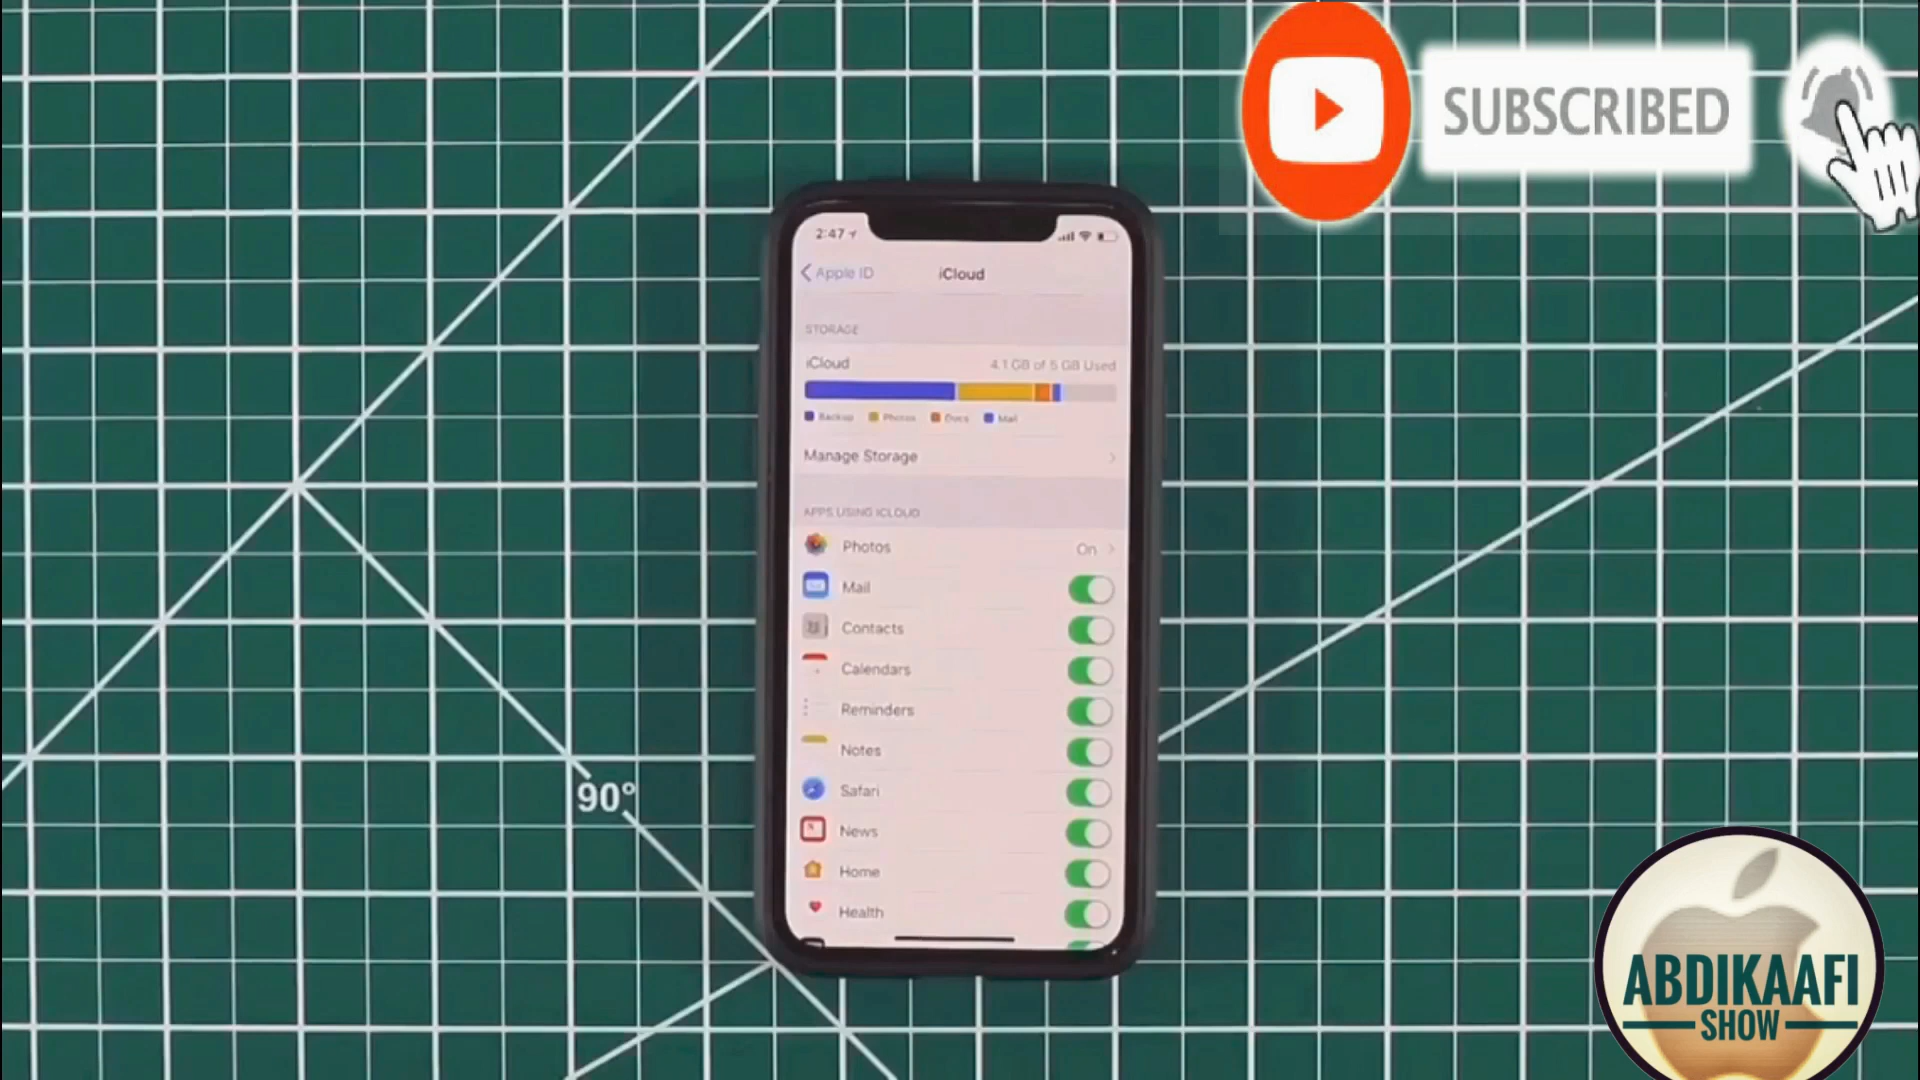 SUBSCRIBED
2:47
Apple ID
iCloud
STORAGE
iCloud
4.1 GB of 5 GB Used
Backup
Photos
Docs
Mail
Manage Storage
APPS USING ICLOUD
Photos
On
Mail
Contacts
Calendars
Reminders
Notes
Safari
News
Home
Health
90°
ABDIKAAFI
SHOW